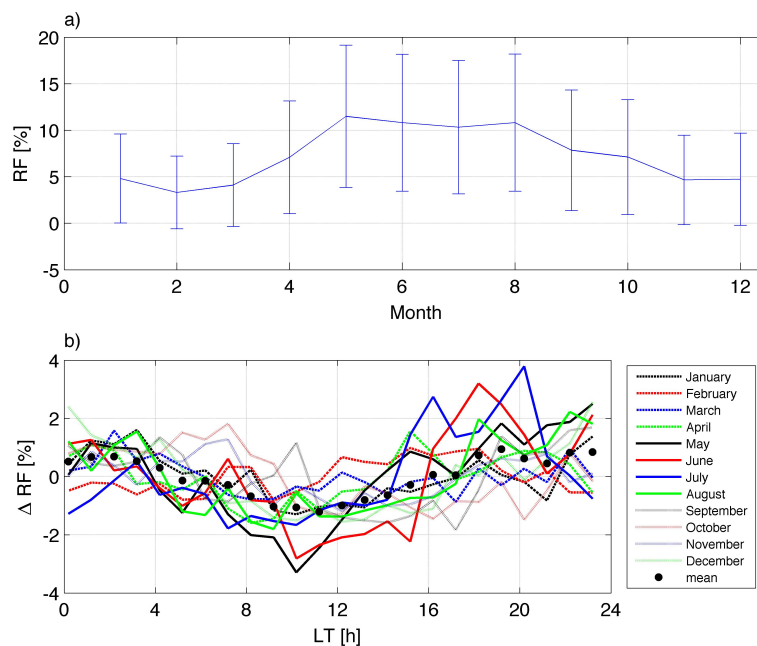 a)
20
15
10
5
0
-5
RF [%]
0 2 4 6 8 10 12
Month
b)
4
2
0
-2
-4
Δ RF [%]
0 4 8 12 16 20 24
LT [h]
January
February
March
April
May
June
July
August
September
October
November
December
mean